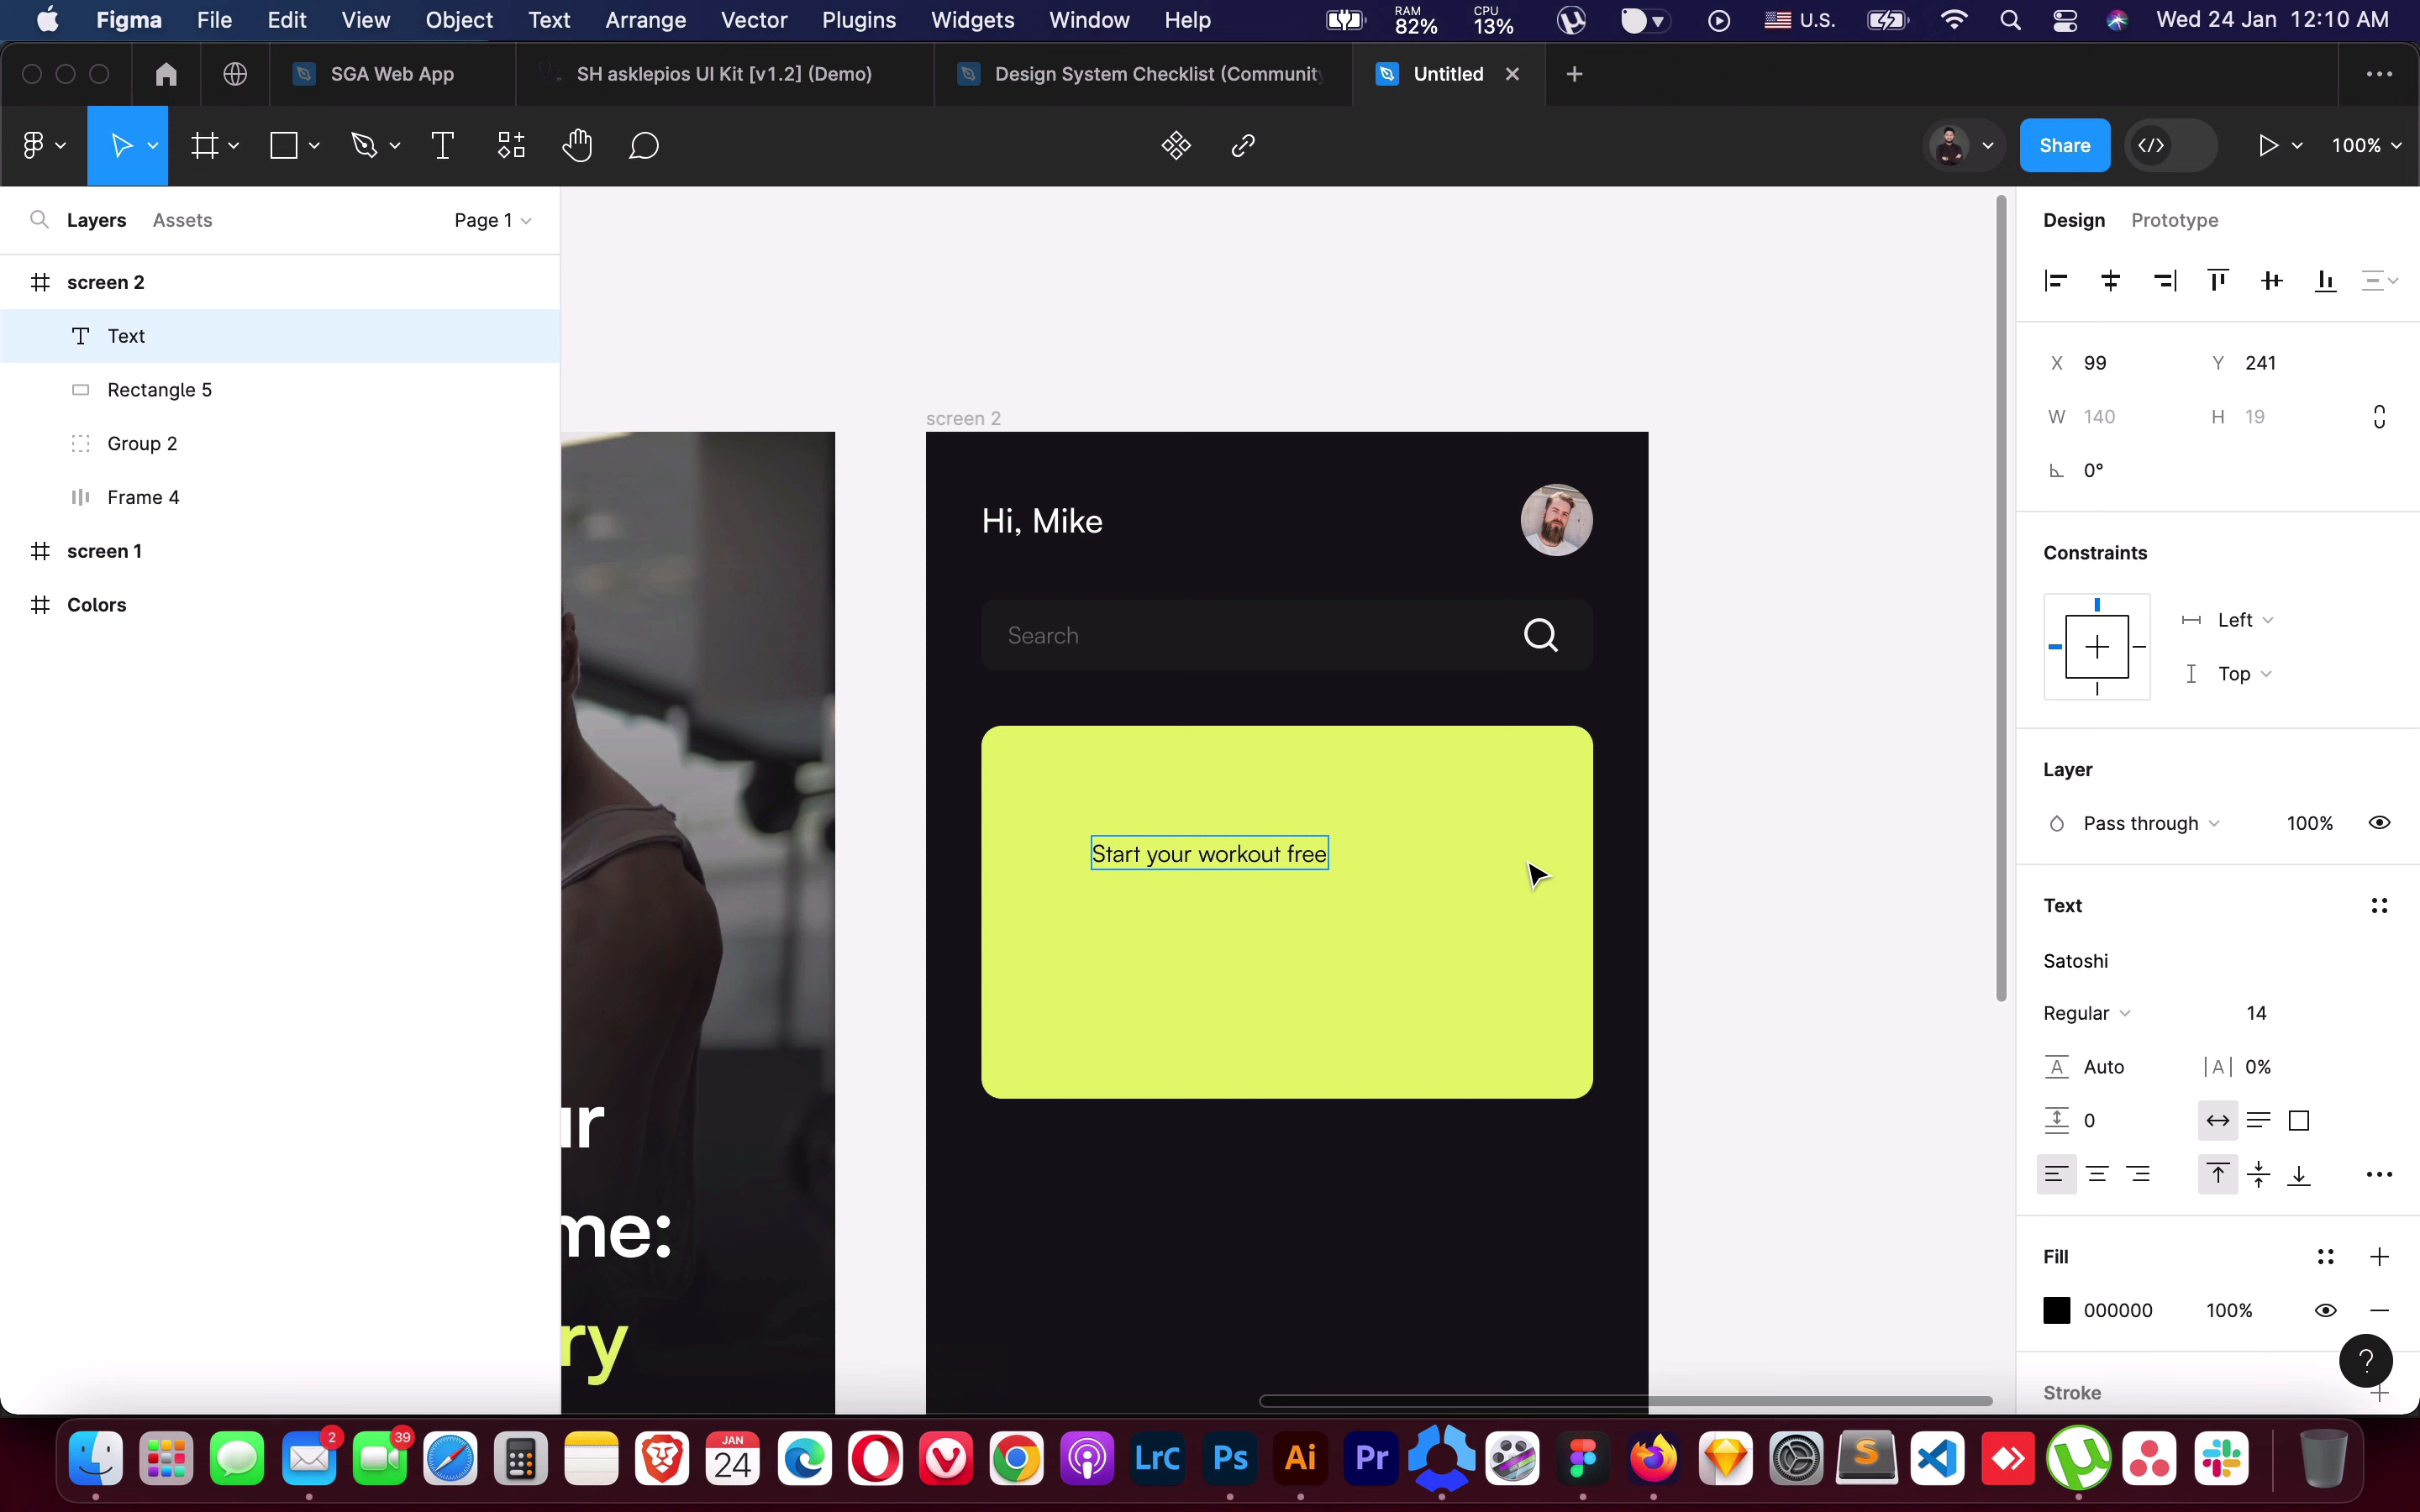 Figma File Edit View Object Text Arrange Vector Plugins Widgets Window Help
RAM 82% CPU 13% U.S. Wed 24 Jan 12:10 AM
SGA Web App
SH asklepios UI Kit [v1.2] (Demo)
Design System Checklist (Community
Untitled
Share
100%
Layers Assets Page 1
screen 2
Text
Rectangle 5
Group 2
Frame 4
screen 1
Colors
ur
me:
ry
screen 2
Hi, Mike
Search
Start your workout free
Design Prototype
X 99 Y 241
W 140 H 19
0°
Constraints
Left
Top
Layer
Pass through 100%
Text
Satoshi
Regular 14
A Auto |A| 0%
0
Fill
000000 100%
?
Stroke
2
39
JAN
24
LrC
Ps
Ai
Pr
S